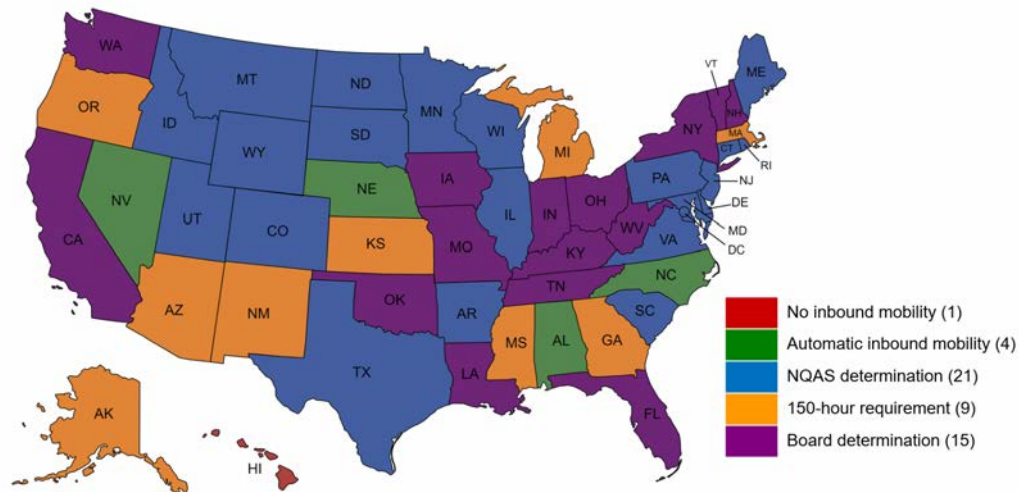 WA
MT
ND
MN
ME
VT
OR
ID
SD
WI
MI
NY
NH
MA
CT
RI
WY
NV
UT
CO
NE
IA
IL
IN
OH
PA
NJ
DE
MD
DC
CA
KS
MO
KY
WV
VA
AZ
NM
OK
AR
TN
NC
SC
TX
LA
MS
AL
GA
FL
AK
HI
No inbound mobility (1)
Automatic inbound mobility (4)
NQAS determination (21)
150-hour requirement (9)
Board determination (15)